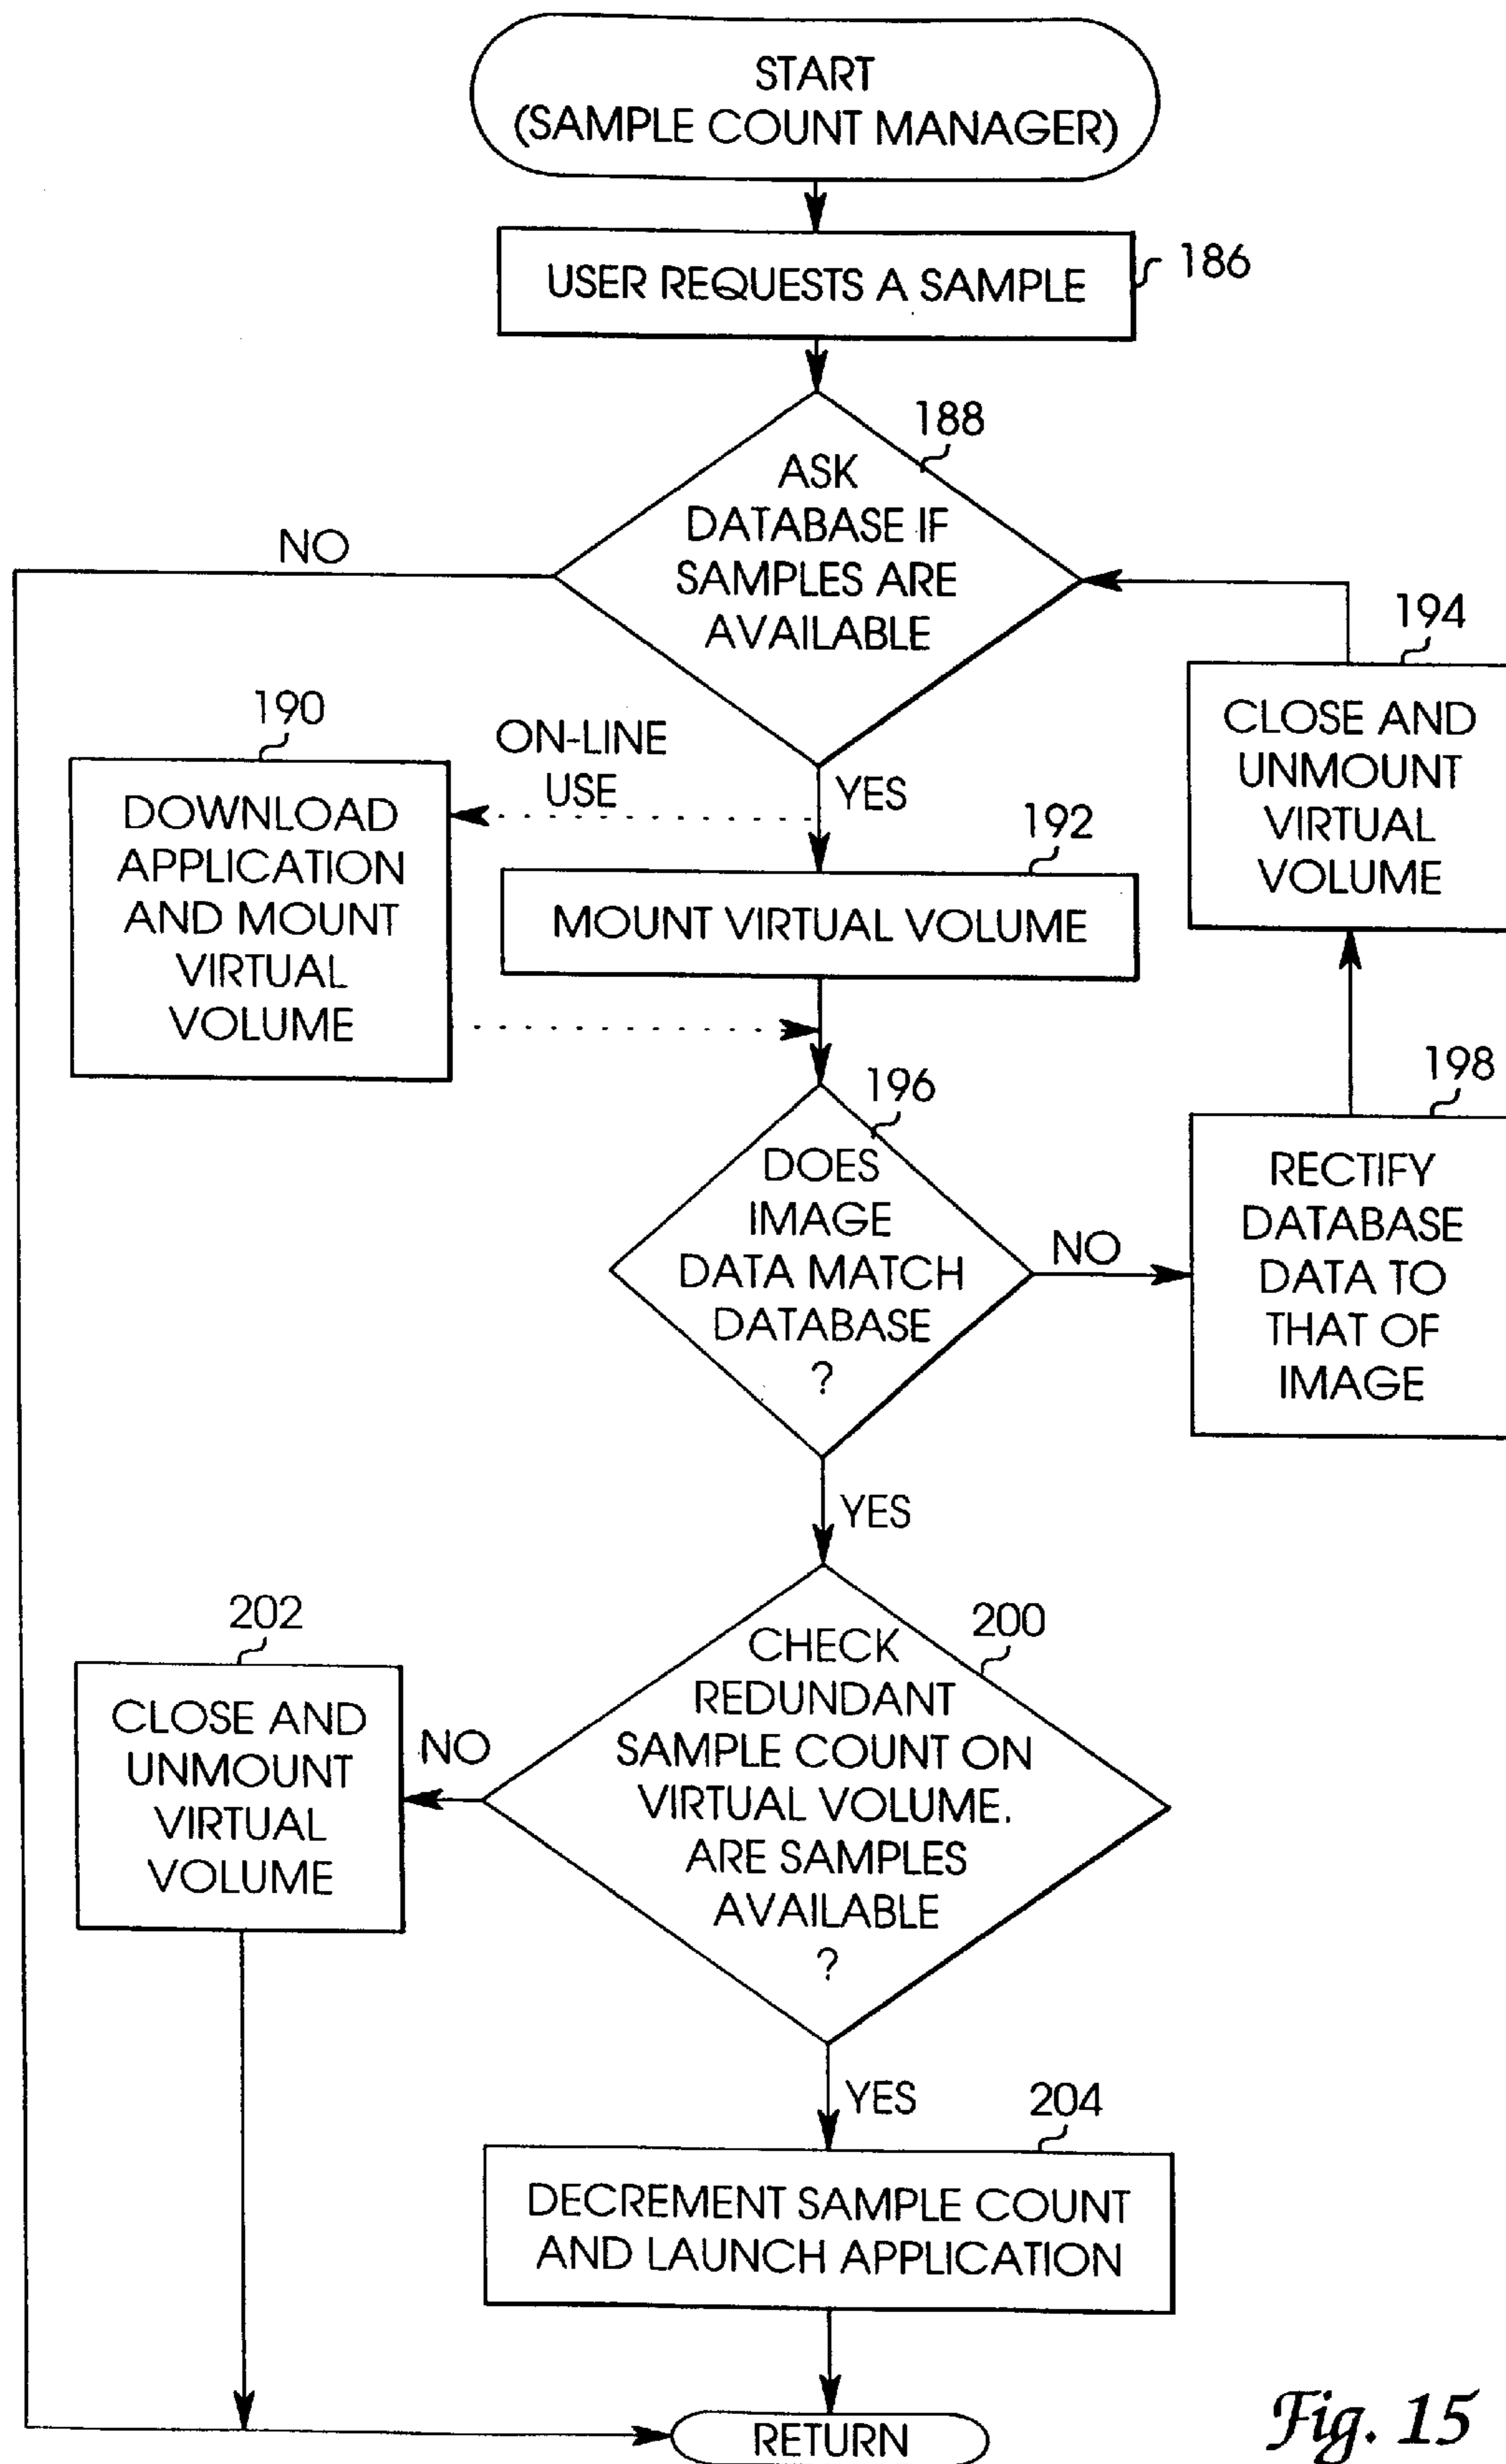 START
(SAMPLE COUNT MANAGER)
USER REQUESTS A SAMPLE
186
188
ASK
DATABASE IF
SAMPLES ARE
AVAILABLE
NO
YES
ON-LINE
USE
190
DOWNLOAD
APPLICATION
AND MOUNT
VIRTUAL
VOLUME
192
MOUNT VIRTUAL VOLUME
194
CLOSE AND
UNMOUNT
VIRTUAL
VOLUME
196
DOES
IMAGE
DATA MATCH
DATABASE
?
NO
198
RECTIFY
DATABASE
DATA TO
THAT OF
IMAGE
YES
200
CHECK
REDUNDANT
SAMPLE COUNT ON
VIRTUAL VOLUME.
ARE SAMPLES
AVAILABLE
?
NO
202
CLOSE AND
UNMOUNT
VIRTUAL
VOLUME
YES
204
DECREMENT SAMPLE COUNT
AND LAUNCH APPLICATION
RETURN
Fig. 15